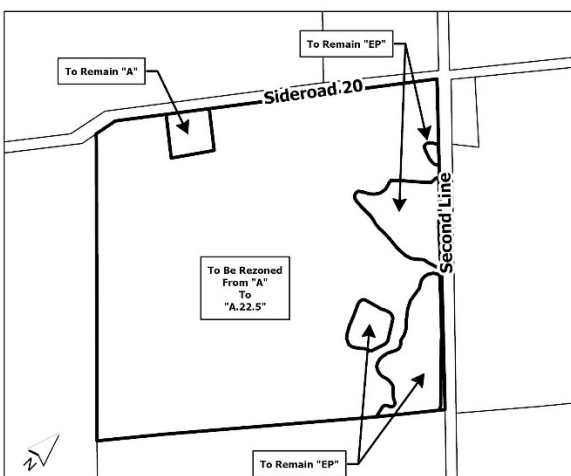 To Remain "EP"
To Remain "A"
Sideroad 20
Second Line
To Be Rezoned
From "A"
To
"A.22.5"
N
To Remain "EP"